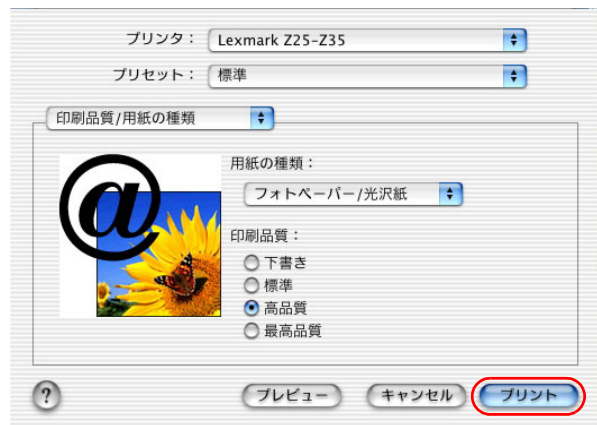 プリンタ： Lexmark Z25-Z35
プリセット： 標準
印刷品質/用紙の種類
用紙の種類：
フォトペーパー/光沢紙
印刷品質：
下書き
標準
高品質
最高品質
? プレビュー キャンセル プリント
@